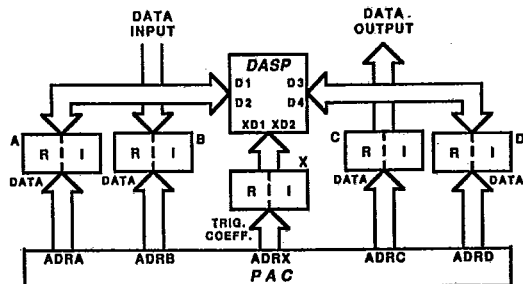 DATA INPUT
DATA OUTPUT
DASP
D1 D3
D2 D4
XD1 XD2
A R I
B R I
C R I
D R I
DATA
DATA
DATA
DATA
X R I
TRIG. COEFF.
ADRA ADRB ADRX ADRC ADRD
PAC